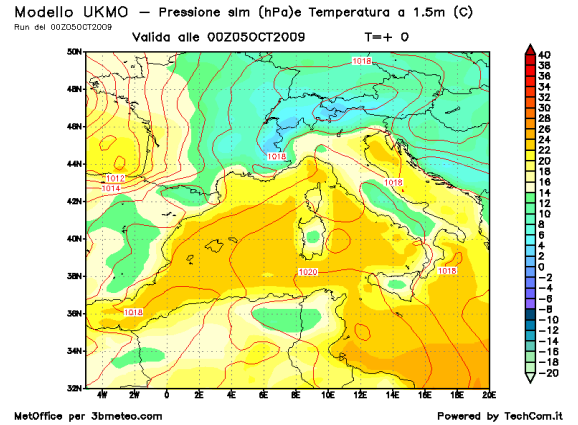 Modello UKMO — Pressione slm (hPa)e Temperatura a 1.5m (C)
Run del 00Z05OCT2009
Valida alle 00Z05OCT2009 T=+ 0
50N
48N
46N
44N
42N
40N
38N
36N
34N
32N
4W 2W 0 2E 4E 6E 8E 10E 12E 14E 16E 18E 20E
1018
1018
1012
1014
1018
1018
1020
1018
40
38
36
34
32
30
28
26
24
22
20
18
16
14
12
10
8
6
4
2
0
−2
−4
−6
−8
−10
−12
−14
−16
−18
−20
MetOffice per 3bmeteo.com
Powered by TechCom.it